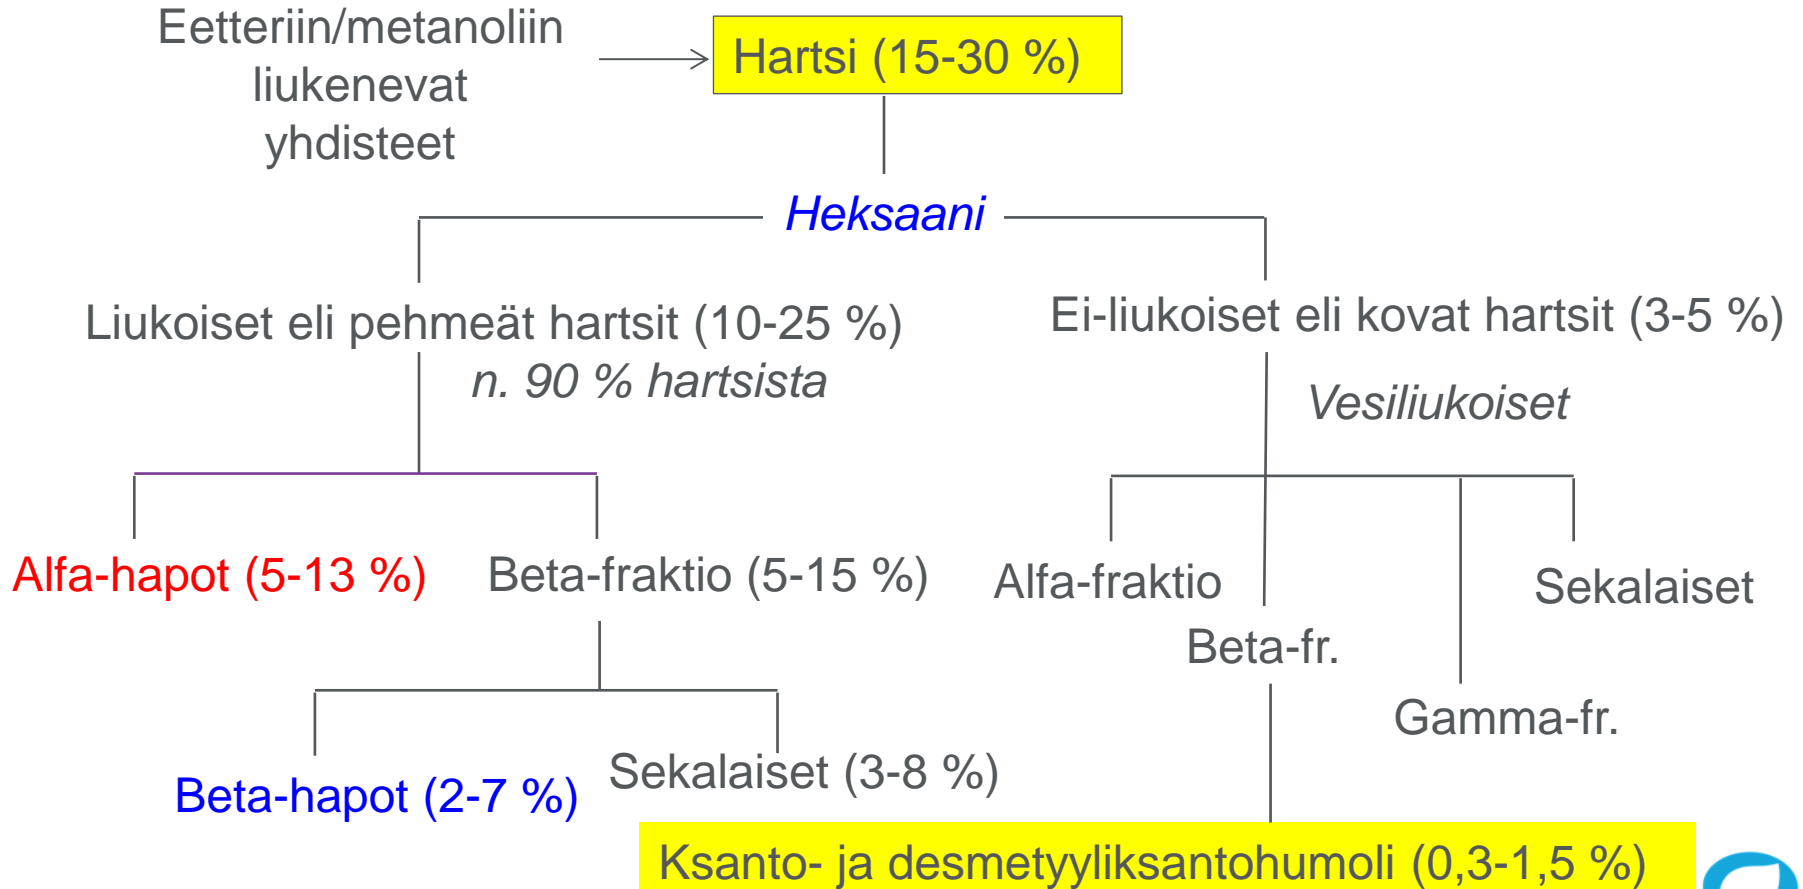 Eetteriin/metanoliin
liukenevat
yhdisteet
Hartsi (15-30 %)
Heksaani
Liukoiset eli pehmeät hartsit (10-25 %)
n. 90 % hartsista
Ei-liukoiset eli kovat hartsit (3-5 %)
Vesiliukoiset
Alfa-hapot (5-13 %)
Beta-fraktio (5-15 %)
Alfa-fraktio
Beta-fr.
Gamma-fr.
Sekalaiset
Beta-hapot (2-7 %)
Sekalaiset (3-8 %)
Ksanto- ja desmetyyliksantohumoli (0,3-1,5 %)